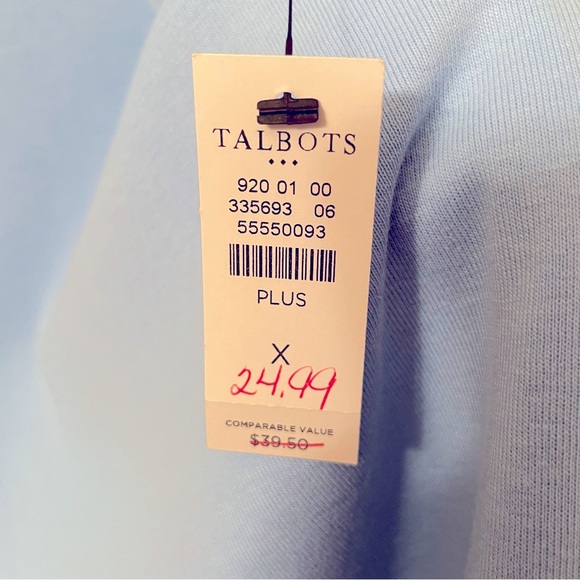 TALBOTS
920 01 00
335693 06
55550093
PLUS
X
24.99
COMPARABLE VALUE
$39.50